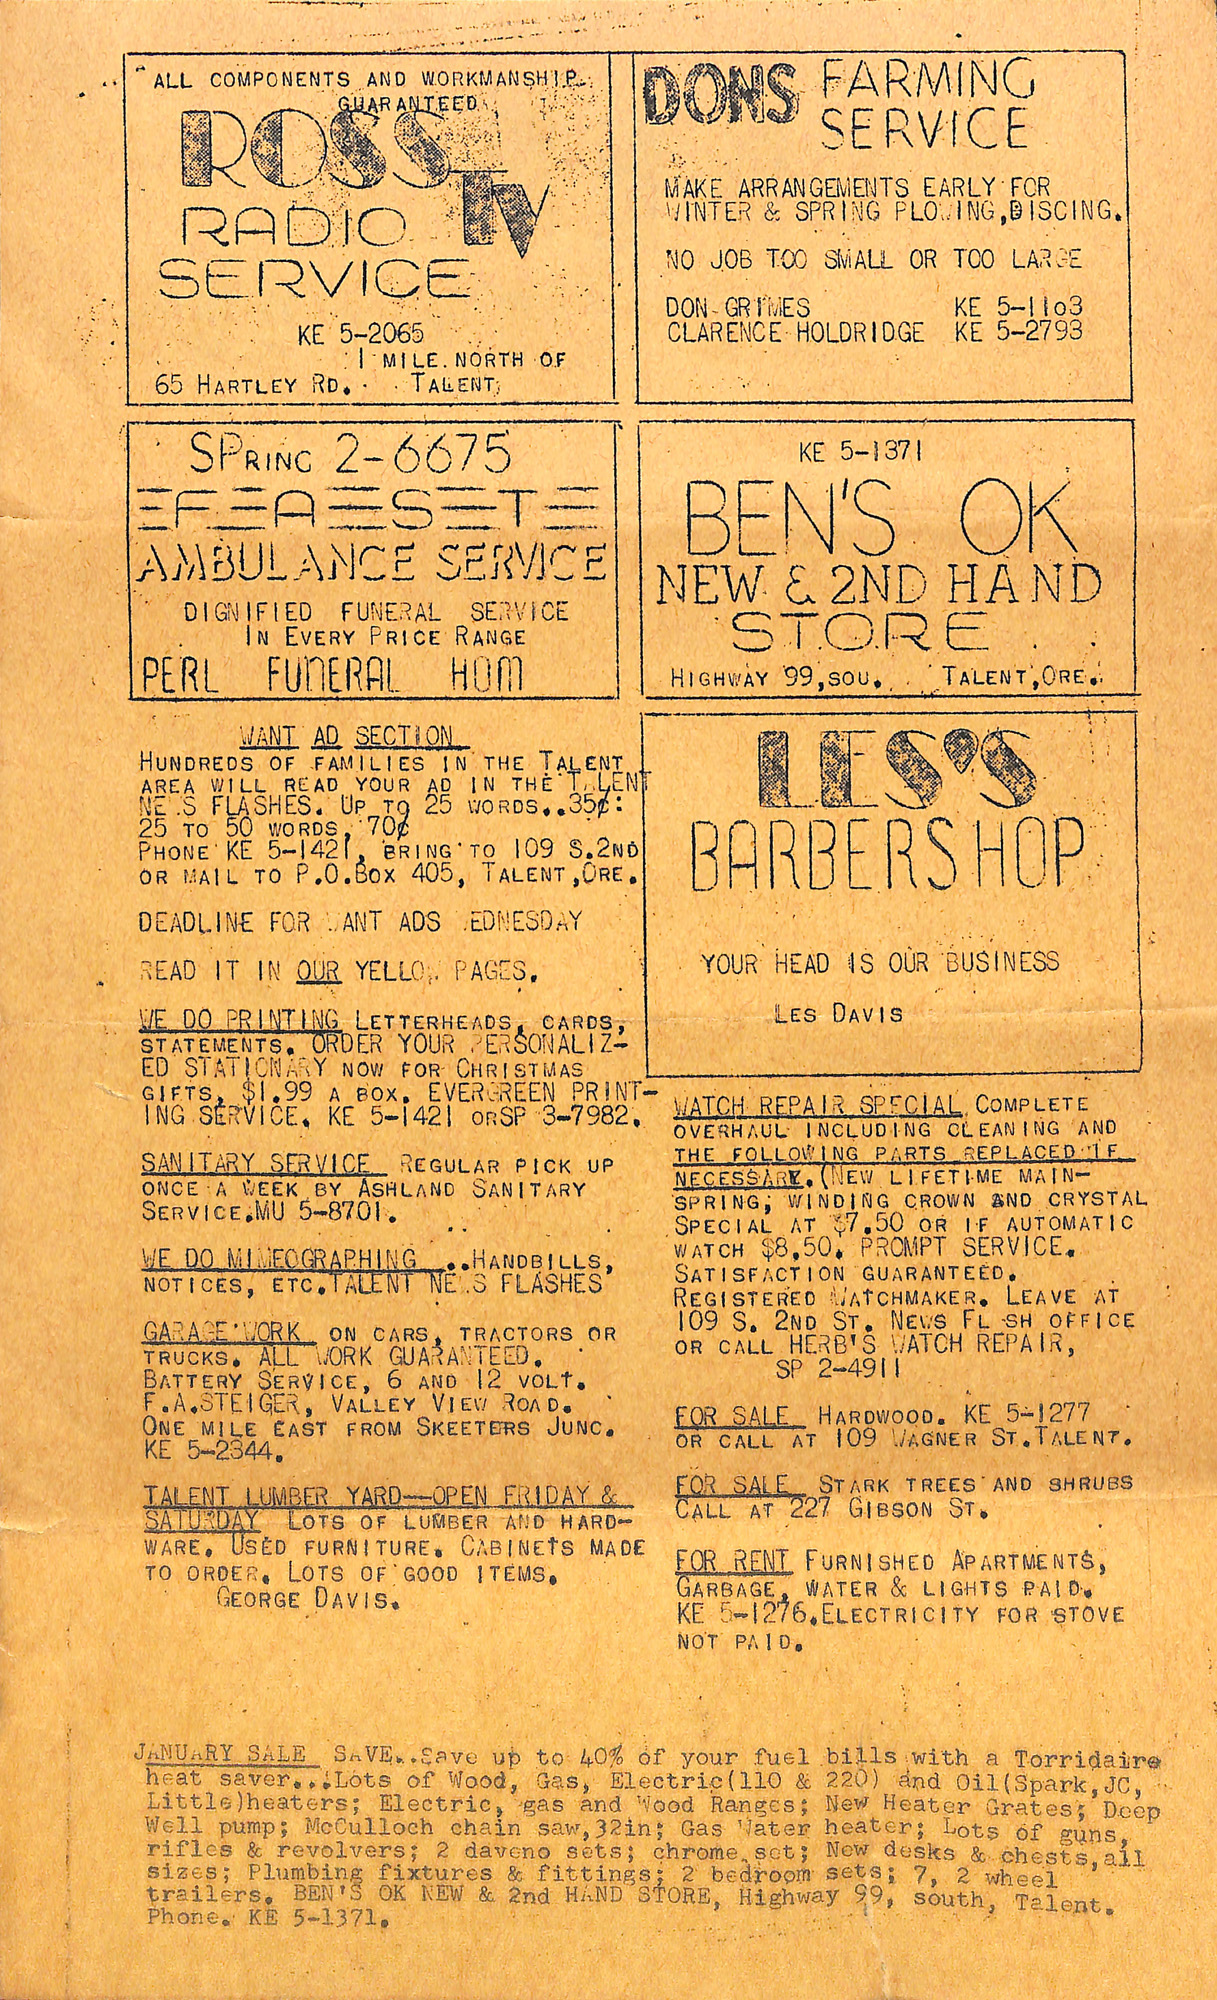 ALL COMPONENTS AND WORKMANSHIP
GUARANTEED
ROSS TV
RADIO
SERVICE
KE 5-2065
1 MILE NORTH OF
65 HARTLEY RD. TALENT
DONS FARMING
SERVICE
MAKE ARRANGEMENTS EARLY FOR
WINTER & SPRING PLOWING,DISCING.
NO JOB TOO SMALL OR TOO LARGE
DON GRIMES KE 5-1103
CLARENCE HOLDRIDGE KE 5-2793
SPRING 2-6675
F-A-S-T
AMBULANCE SERVICE
DIGNIFIED FUNERAL SERVICE
IN EVERY PRICE RANGE
PERL FUNERAL HOM
KE 5-1371
BEN'S OK
NEW & 2ND HAND
STORE
HIGHWAY 99,SOU. TALENT,ORE.
WANT AD SECTION
HUNDREDS OF FAMILIES IN THE TALENT
AREA WILL READ YOUR AD IN THE TALENT
NEWS FLASHES. UP TO 25 WORDS..35¢:
25 TO 50 WORDS, 70¢
PHONE KE 5-1421, BRING TO 109 S.2ND
OR MAIL TO P.O.BOX 405, TALENT,ORE.
DEADLINE FOR WANT ADS WEDNESDAY
READ IT IN OUR YELLOW PAGES.
WE DO PRINTING LETTERHEADS, CARDS,
STATEMENTS. ORDER YOUR PERSONALIZ-
ED STATIONARY NOW FOR CHRISTMAS
GIFTS, $1.99 A BOX. EVERGREEN PRINT-
ING SERVICE. KE 5-1421 ORSP 3-7982.
SANITARY SERVICE REGULAR PICK UP
ONCE A WEEK BY ASHLAND SANITARY
SERVICE.MU 5-8701.
WE DO MIMEOGRAPHING ..HANDBILLS,
NOTICES, ETC.TALENT NEWS FLASHES
GARAGE WORK ON CARS, TRACTORS OR
TRUCKS. ALL WORK GUARANTEED.
BATTERY SERVICE, 6 AND 12 VOLT.
F.A.STEIGER, VALLEY VIEW ROAD.
ONE MILE EAST FROM SKEETERS JUNC.
KE 5-2344.
TALENT LUMBER YARD—OPEN FRIDAY &
SATURDAY LOTS OF LUMBER AND HARD-
WARE. USED FURNITURE. CABINETS MADE
TO ORDER. LOTS OF GOOD ITEMS.
GEORGE DAVIS.
LES'S
BARBERSHOP
YOUR HEAD IS OUR BUSINESS
LES DAVIS
WATCH REPAIR SPECIAL COMPLETE
OVERHAUL INCLUDING CLEANING AND
THE FOLLOWING PARTS REPLACED IF
NECESSARY. (NEW LIFETIME MAIN-
SPRING; WINDING CROWN AND CRYSTAL
SPECIAL AT $7.50 OR IF AUTOMATIC
WATCH $8.50. PROMPT SERVICE.
SATISFACTION GUARANTEED.
REGISTERED WATCHMAKER. LEAVE AT
109 S. 2ND ST. NEWS FL SH OFFICE
OR CALL HERB'S WATCH REPAIR,
SP 2-4911
FOR SALE HARDWOOD. KE 5-1277
OR CALL AT 109 WAGNER ST.TALENT.
FOR SALE STARK TREES AND SHRUBS
CALL AT 227 GIBSON ST.
FOR RENT FURNISHED APARTMENTS,
GARBAGE, WATER & LIGHTS PAID.
KE 5-1276.ELECTRICITY FOR STOVE
NOT PAID.
JANUARY SALE SAVE..Save up to 40% of your fuel bills with a Torridaire
heat saver...Lots of Wood, Gas, Electric(110 & 220) and Oil(Spark,JC,
Little)heaters; Electric, gas and Wood Ranges; New Heater Grates; Deep
Well pump; McCulloch chain saw,32in; Gas Water heater; Lots of guns,
rifles & revolvers; 2 daveno sets; chrome set; New desks & chests,all
sizes; Plumbing fixtures & fittings; 2 bedroom sets; 7, 2 wheel
trailers. BEN'S OK NEW & 2nd HAND STORE, Highway 99, south, Talent.
Phone. KE 5-1371.